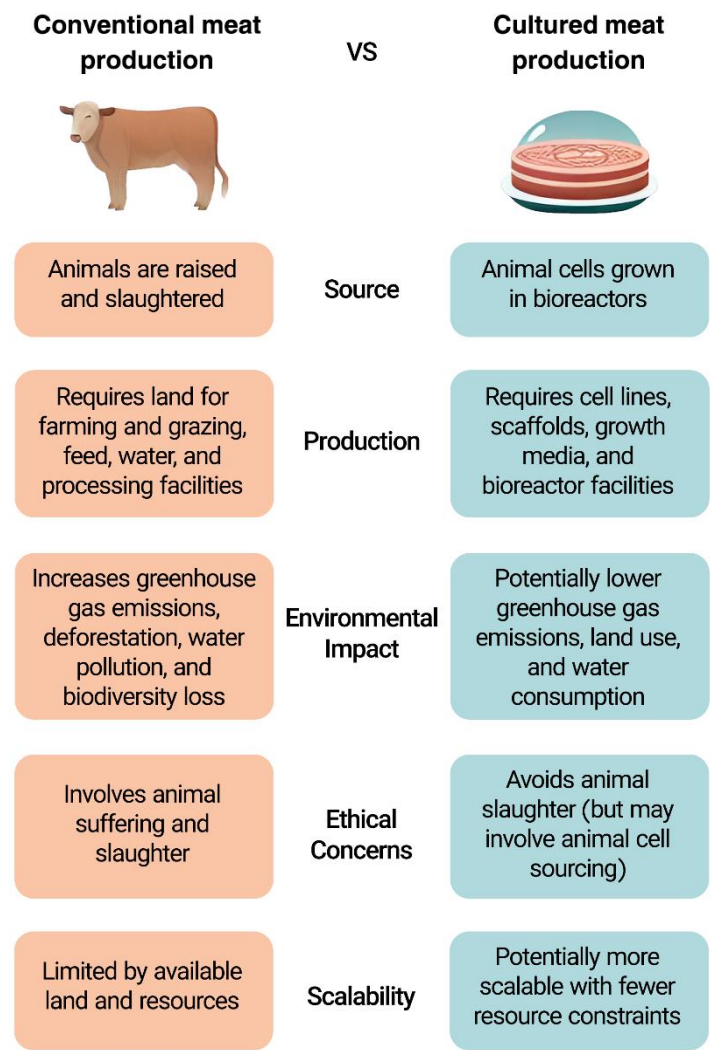 Conventional meat
production
VS
Cultured meat
production
Animals are raised
and slaughtered
Source
Animal cells grown
in bioreactors
Requires land for
farming and grazing,
feed, water, and
processing facilities
Production
Requires cell lines,
scaffolds, growth
media, and
bioreactor facilities
Increases greenhouse
gas emissions,
deforestation, water
pollution, and
biodiversity loss
Environmental
Impact
Potentially lower
greenhouse gas
emissions, land use,
and water
consumption
Involves animal
suffering and
slaughter
Ethical
Concerns
Avoids animal
slaughter (but may
involve animal cell
sourcing)
Limited by available
land and resources
Scalability
Potentially more
scalable with fewer
resource constraints